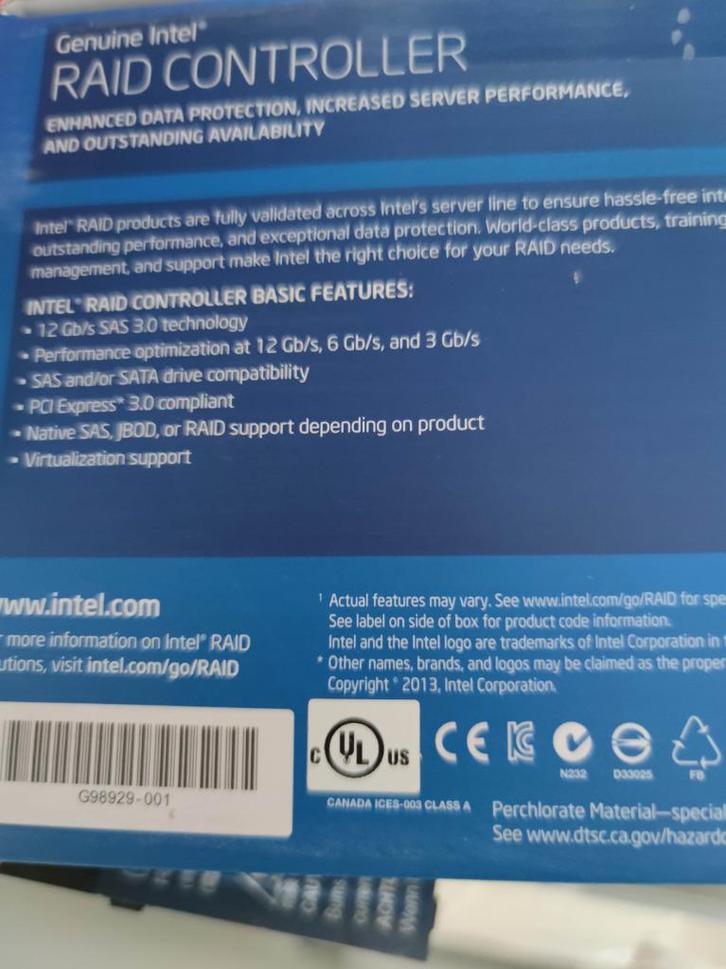 Genuine Intel®
RAID CONTROLLER
ENHANCED DATA PROTECTION, INCREASED SERVER PERFORMANCE,
AND OUTSTANDING AVAILABILITY
Intel® RAID products are fully validated across Intel's server line to ensure hassle-free int
outstanding performance, and exceptional data protection. World-class products, training
management, and support make Intel the right choice for your RAID needs.
INTEL® RAID CONTROLLER BASIC FEATURES:
• 12 Gb/s SAS 3.0 technology
• Performance optimization at 12 Gb/s, 6 Gb/s, and 3 Gb/s
• SAS and/or SATA drive compatibility
• PCI Express* 3.0 compliant
• Native SAS, JBOD, or RAID support depending on product
• Virtualization support
www.intel.com
r more information on Intel® RAID
utions, visit intel.com/go/RAID
¹ Actual features may vary. See www.intel.com/go/RAID for spe
See label on side of box for product code information.
Intel and the Intel logo are trademarks of Intel Corporation in
* Other names, brands, and logos may be claimed as the proper
Copyright © 2013, Intel Corporation.
G98929-001
C UL US
CE
N232
D33025
FB
CANADA ICES-003 CLASS A
Perchlorate Material—special
See www.dtsc.ca.gov/hazard